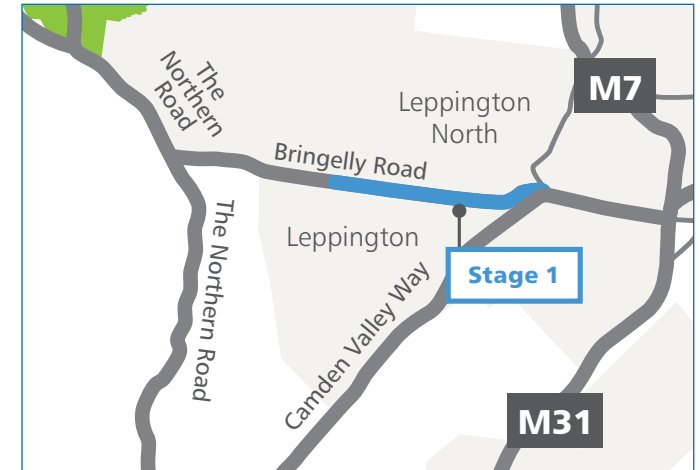 The
Northern
Road
M7
Leppington
North
Bringelly Road
The Northern Road
Leppington
Stage 1
Camden Valley Way
M31